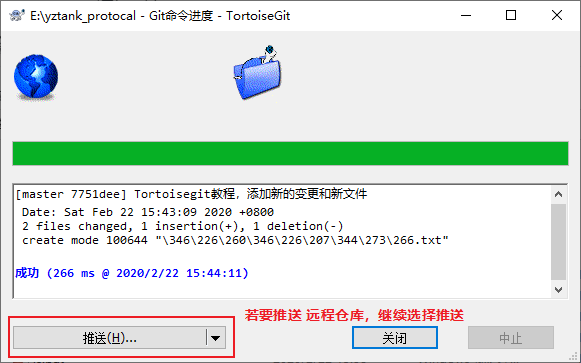 E:\yztank_protocal - Git命令进度 - TortoiseGit
[master 7751dee] Tortoisegit教程，添加新的变更和新文件
Date: Sat Feb 22 15:43:09 2020 +0800
2 files changed, 1 insertion(+), 1 deletion(-)
create mode 100644 "\346\226\260\346\226\207\344\273\266.txt"
成功 (266 ms @ 2020/2/22 15:44:11)
若要推送 远程仓库，继续选择推送
推送(H)... 关闭 中止